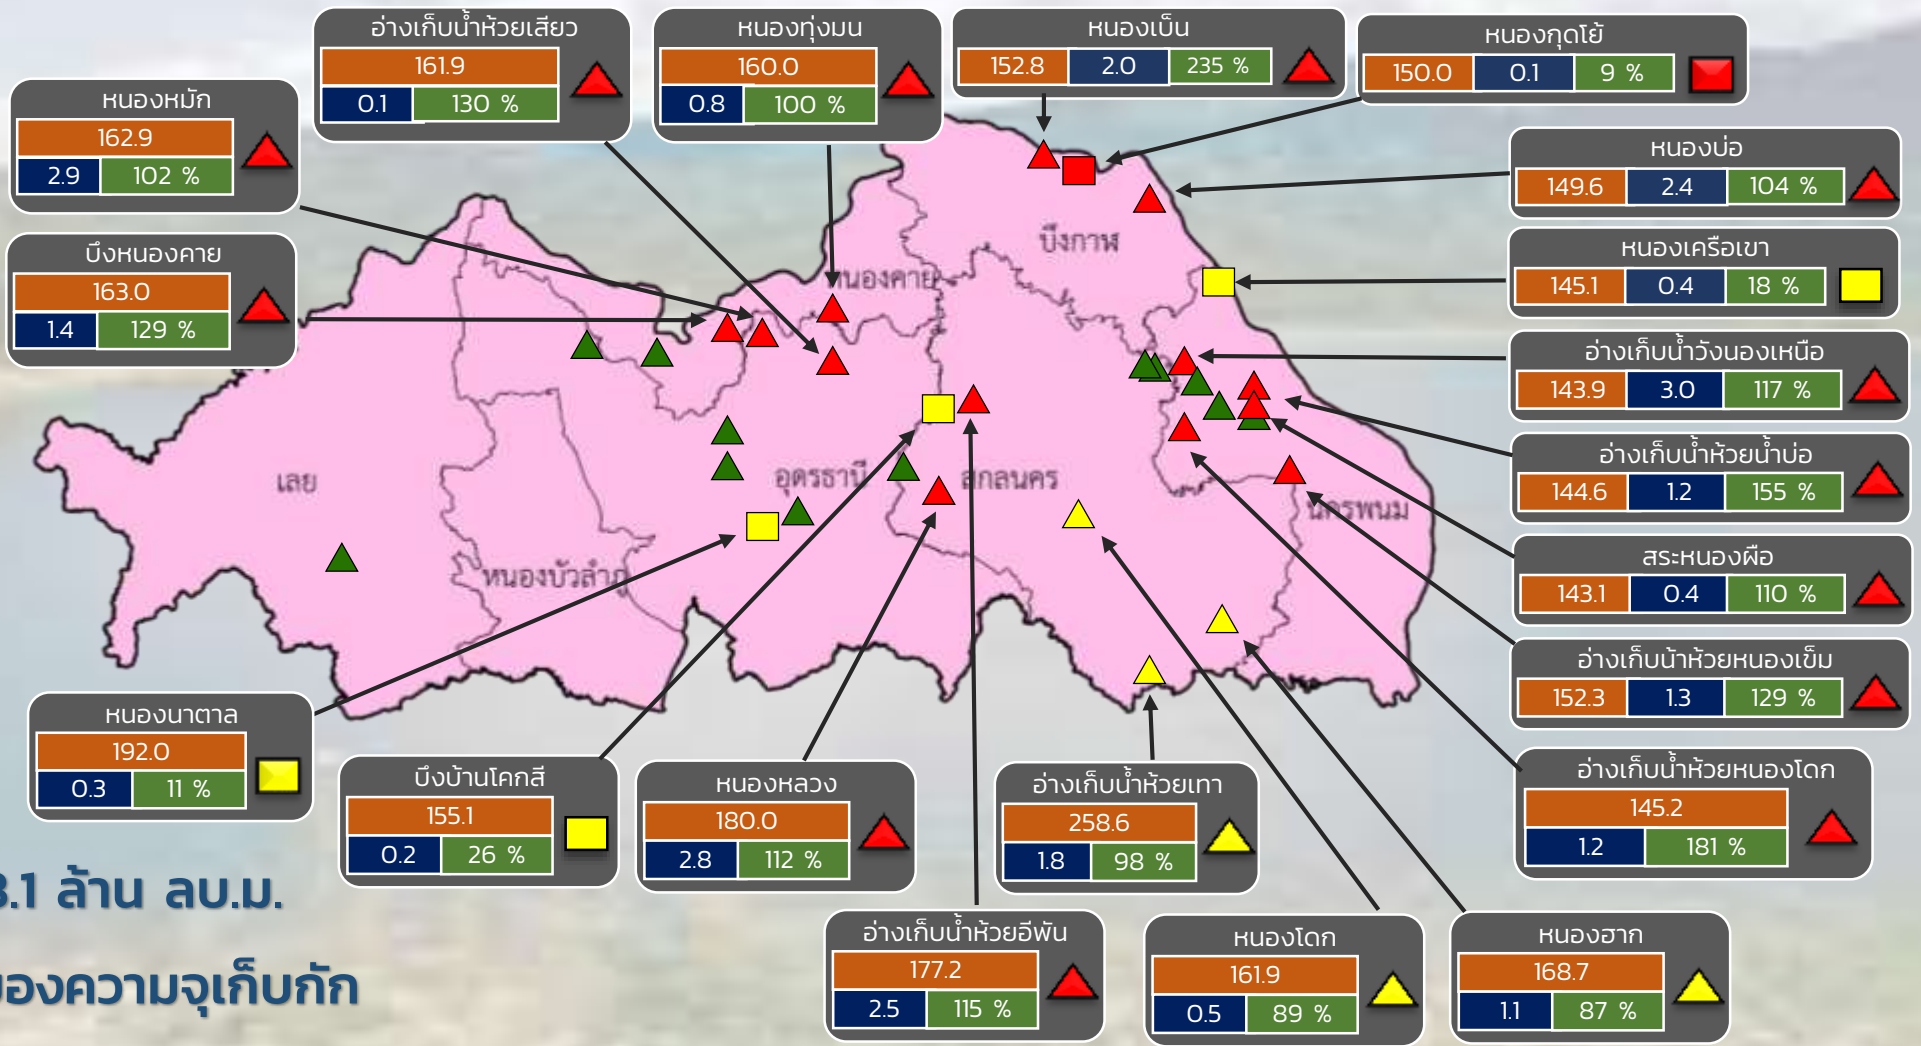 อ่างเก็บน้ำห้วยเสียว
161.9
0.1 130 %
หนองทุ่งมน
160.0
0.8 100 %
หนองเบ็น
152.8 2.0 235 %
หนองกุดโย้
150.0 0.1 9 %
หนองหมัก
162.9
2.9 102 %
หนองบ่อ
149.6 2.4 104 %
บึงหนองคาย
163.0
1.4 129 %
หนองเครือเขา
145.1 0.4 18 %
อ่างเก็บน้ำวังนองเหนือ
143.9 3.0 117 %
อ่างเก็บน้ำห้วยน้ำบ่อ
144.6 1.2 155 %
สระหนองผือ
143.1 0.4 110 %
อ่างเก็บน้าห้วยหนองเข็ม
152.3 1.3 129 %
บึงกาฬ
หนองคาย
เลย
อุดรธานี
สกลนคร
นครพนม
หนองบัวลำภู
หนองนาตาล
192.0
0.3 11 %
บึงบ้านโคกสี
155.1
0.2 26 %
หนองหลวง
180.0
2.8 112 %
อ่างเก็บน้ำห้วยเทา
258.6
1.8 98 %
อ่างเก็บน้ำห้วยหนองโดก
145.2
1.2 181 %
3.1 ล้าน ลบ.ม.
ของความจุเก็บกัก
อ่างเก็บน้ำห้วยอีพัน
177.2
2.5 115 %
หนองโดก
161.9
0.5 89 %
หนองฮาก
168.7
1.1 87 %